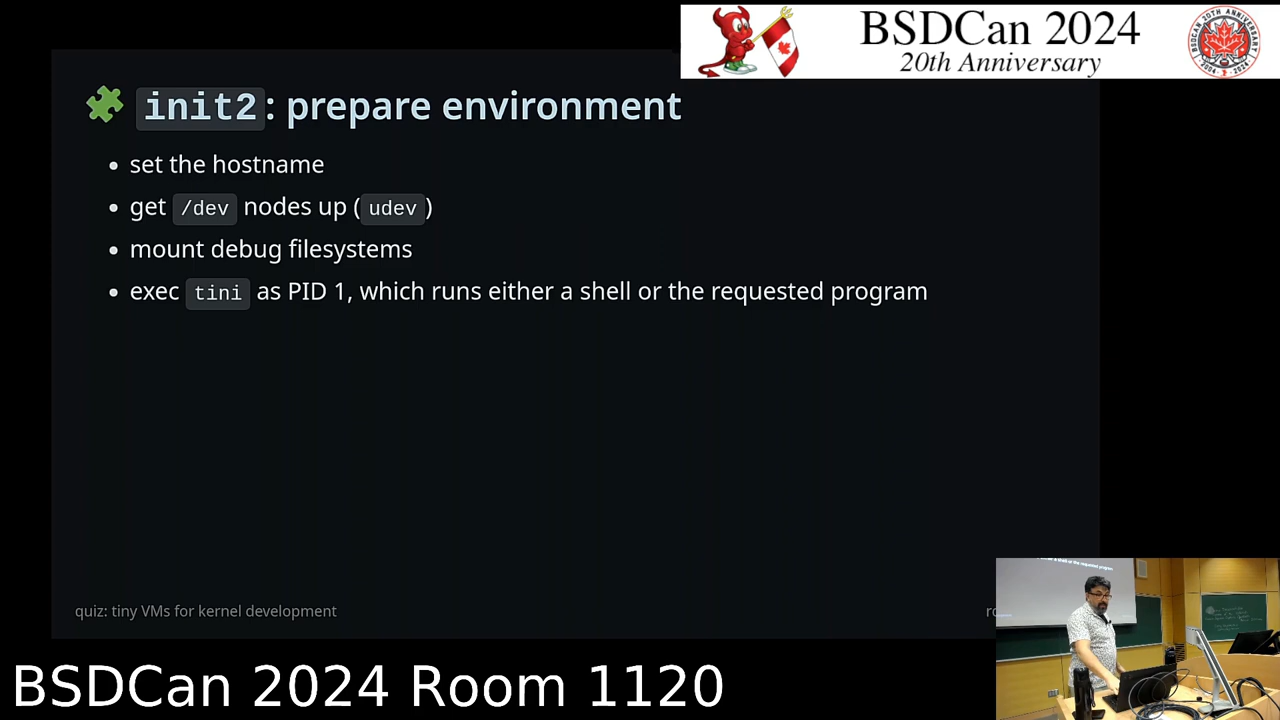 BSDCan 2024
20th Anniversary
init2: prepare environment
set the hostname
get /dev nodes up (udev)
mount debug filesystems
exec tini as PID 1, which runs either a shell or the requested program
quiz: tiny VMs for kernel development
BSDCan 2024 Room 1120